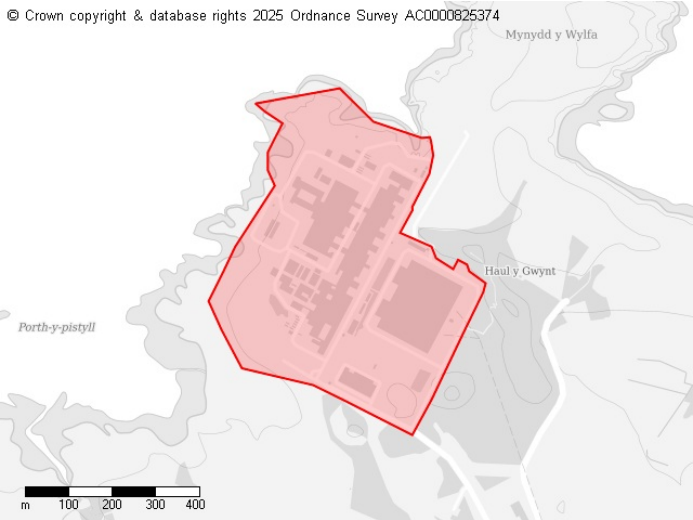 © Crown copyright & database rights 2025 Ordnance Survey AC0000825374
Mynydd y Wylfa
Haul y Gwynt
Porth-y-pistyll
m 100 200 300 400